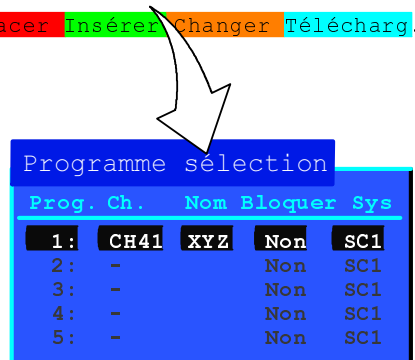 Insérer Changer Télécharg.
Programme sélection
Prog. Ch. Nom Bloquer Sys
1: CH41 XYZ Non SC1
2: - Non SC1
3: - Non SC1
4: - Non SC1
5: - Non SC1